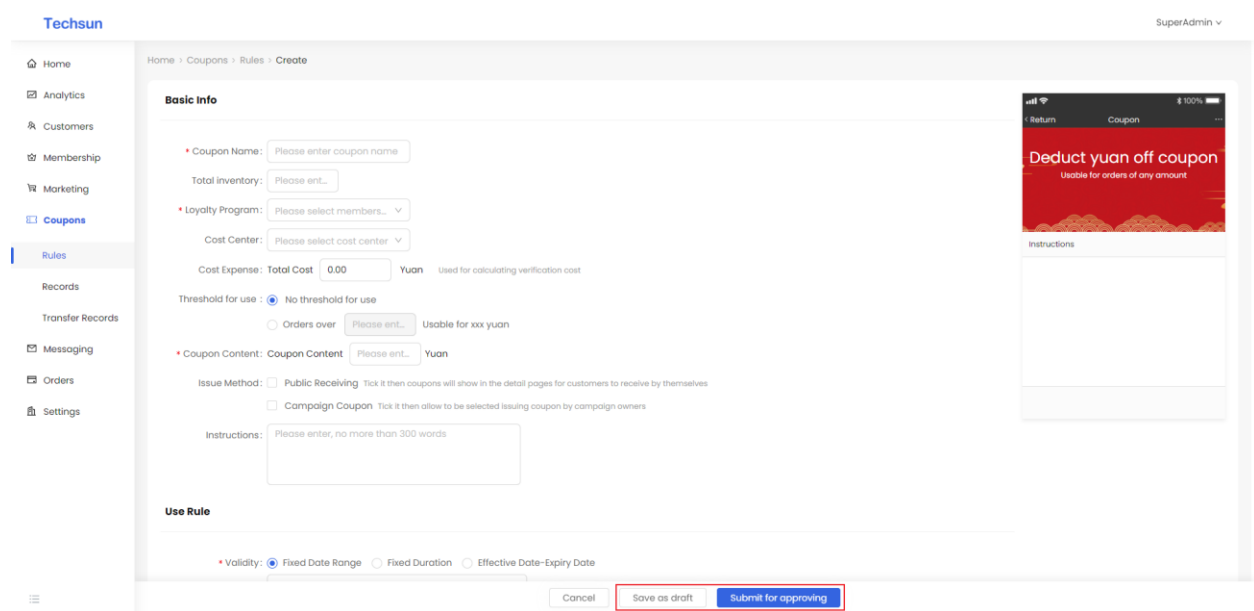 Techsun
SuperAdmin
Home
Analytics
Customers
Membership
Marketing
Coupons
Rules
Records
Transfer Records
Messaging
Orders
Settings
Home > Coupons > Rules > Create
Basic Info
* Coupon Name: Please enter coupon name
Total inventory: Please ent...
* Loyalty Program: Please select members...
Cost Center: Please select cost center
Cost Expense: Total Cost 0.00 Yuan Used for calculating verification cost
Threshold for use : No threshold for use
Orders over Please ent... Usable for xxx yuan
* Coupon Content: Coupon Content Please ent... Yuan
Issue Method: Public Receiving Tick it then coupons will show in the detail pages for customers to receive by themselves
Campaign Coupon Tick it then allow to be selected issuing coupon by campaign owners
Instructions: Please enter, no more than 300 words
Use Rule
* Validity: Fixed Date Range Fixed Duration Effective Date-Expiry Date
Cancel Save as draft Submit for approving
100%
< Return Coupon ...
Deduct yuan off coupon
Usable for orders of any amount
Instructions